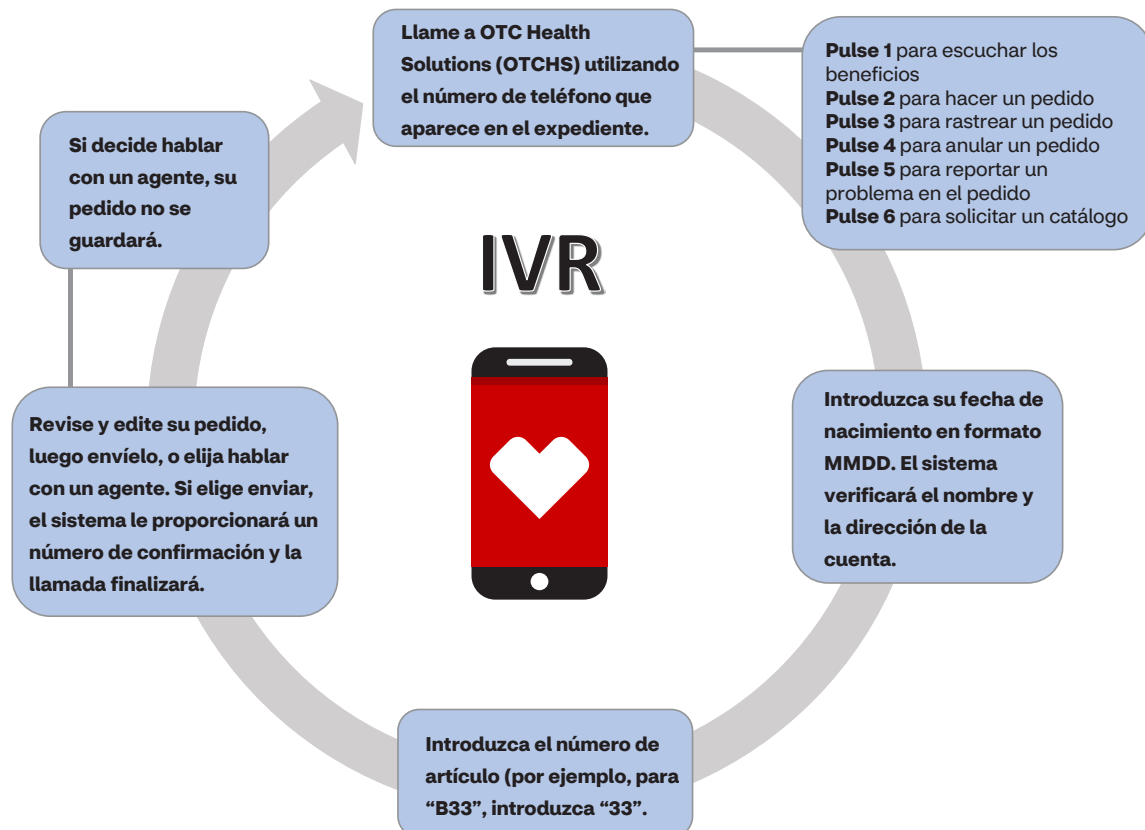 Llame a OTC Health
Solutions (OTCHS) utilizando
el número de teléfono que
aparece en el expediente.
Pulse 1 para escuchar los
beneficios
Pulse 2 para hacer un pedido
Pulse 3 para rastrear un pedido
Pulse 4 para anular un pedido
Pulse 5 para reportar un
problema en el pedido
Pulse 6 para solicitar un catálogo
Introduzca su fecha de
nacimiento en formato
MMDD. El sistema
verificará el nombre y
la dirección de la
cuenta.
Introduzca el número de
artículo (por ejemplo, para
“B33”, introduzca “33”.
Revise y edite su pedido,
luego envíelo, o elija hablar
con un agente. Si elige enviar,
el sistema le proporcionará un
número de confirmación y la
llamada finalizará.
Si decide hablar
con un agente, su
pedido no se
guardará.
IVR